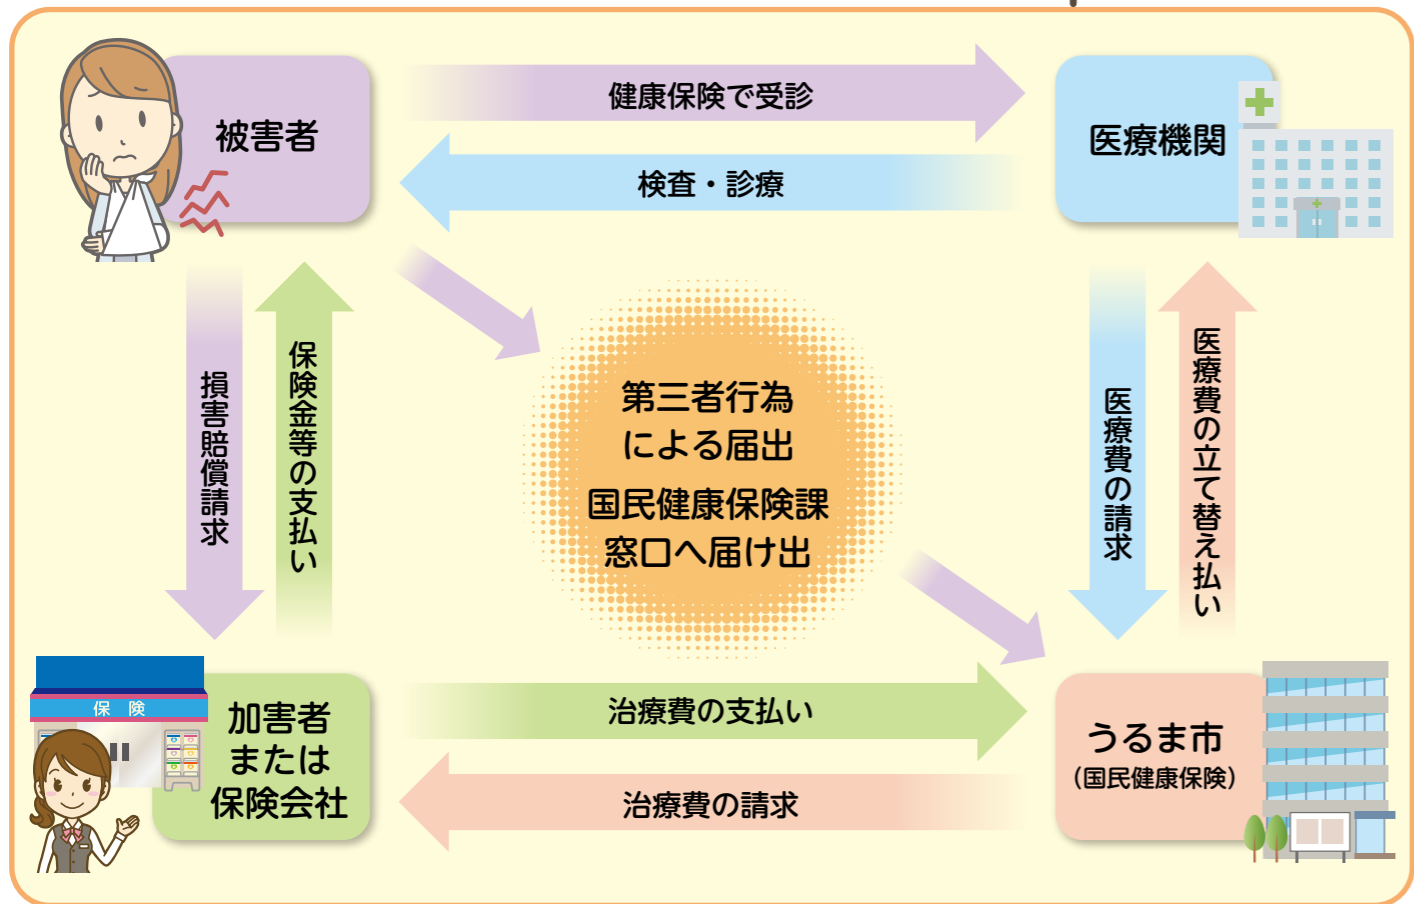 被害者
健康保険で受診
検査・診療
医療機関
損害賠償請求
保険金等の支払い
第三者行為
による届出
国民健康保険課
窓口へ届け出
医療費の請求
医療費の立て替え払い
保 険
加害者
または
保険会社
治療費の支払い
治療費の請求
うるま市
（国民健康保険）